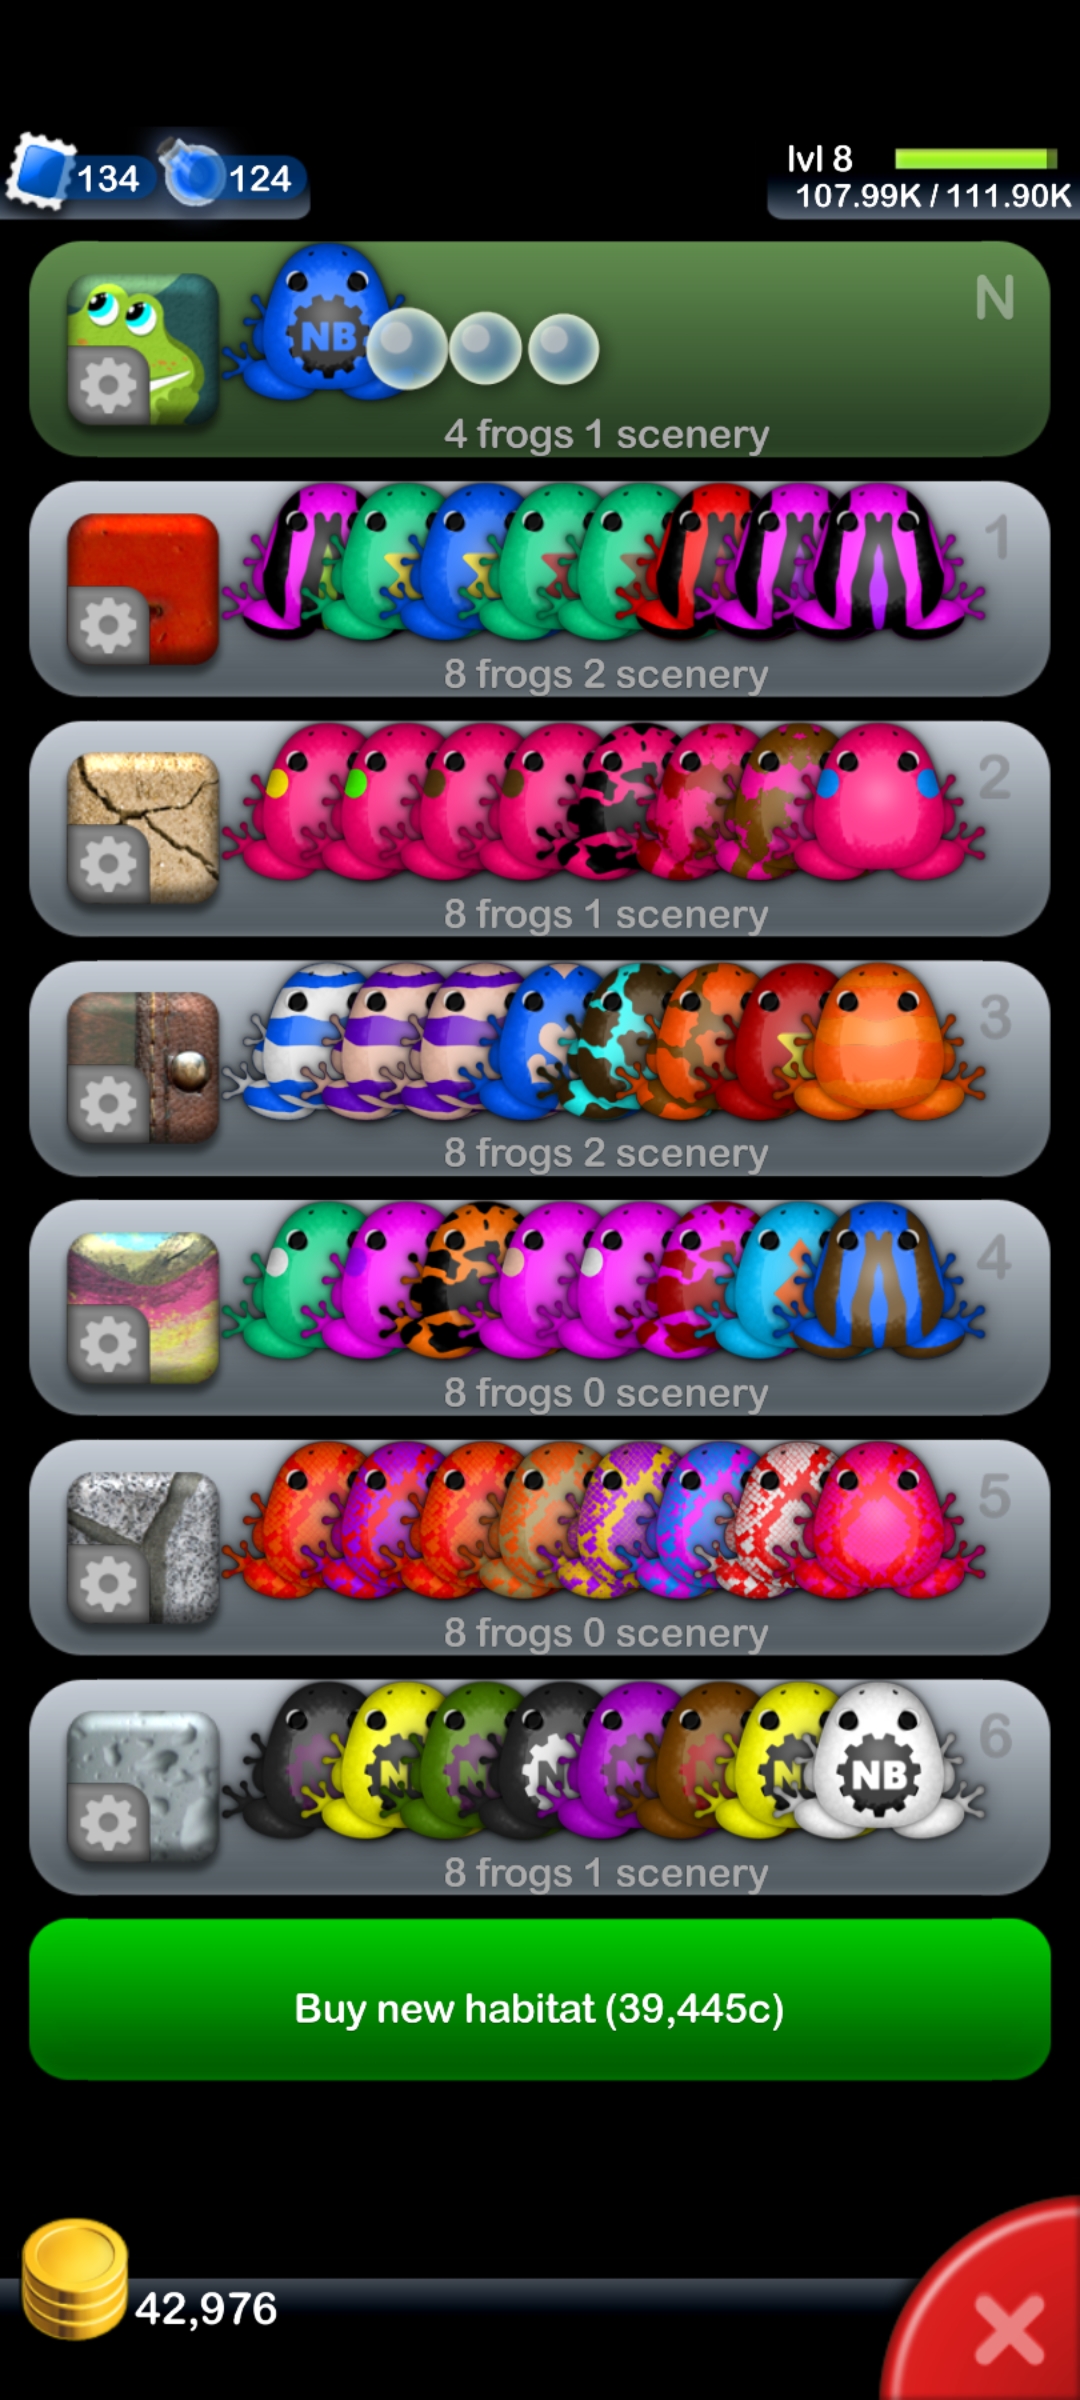 134
124
lvl 8
107.99K / 111.90K
N
NB
4 frogs 1 scenery
1
8 frogs 2 scenery
2
8 frogs 1 scenery
3
8 frogs 2 scenery
4
8 frogs 0 scenery
5
8 frogs 0 scenery
6
NB
8 frogs 1 scenery
Buy new habitat (39,445c)
42,976